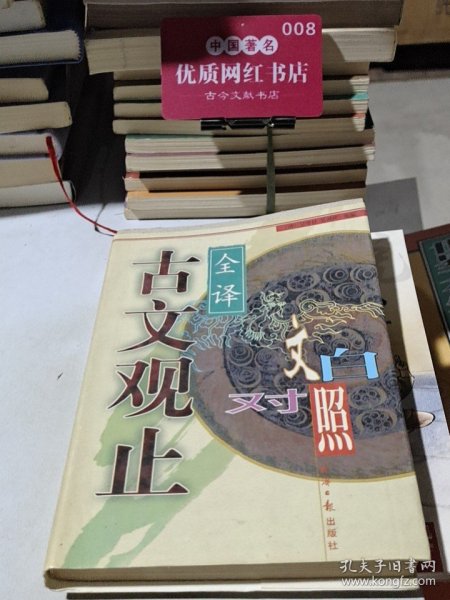 008
中国著名
优质网红书店
古今文献书店
古文观止
全译
文白对照
日报出版社
孔夫子旧书网
www.kongfz.com